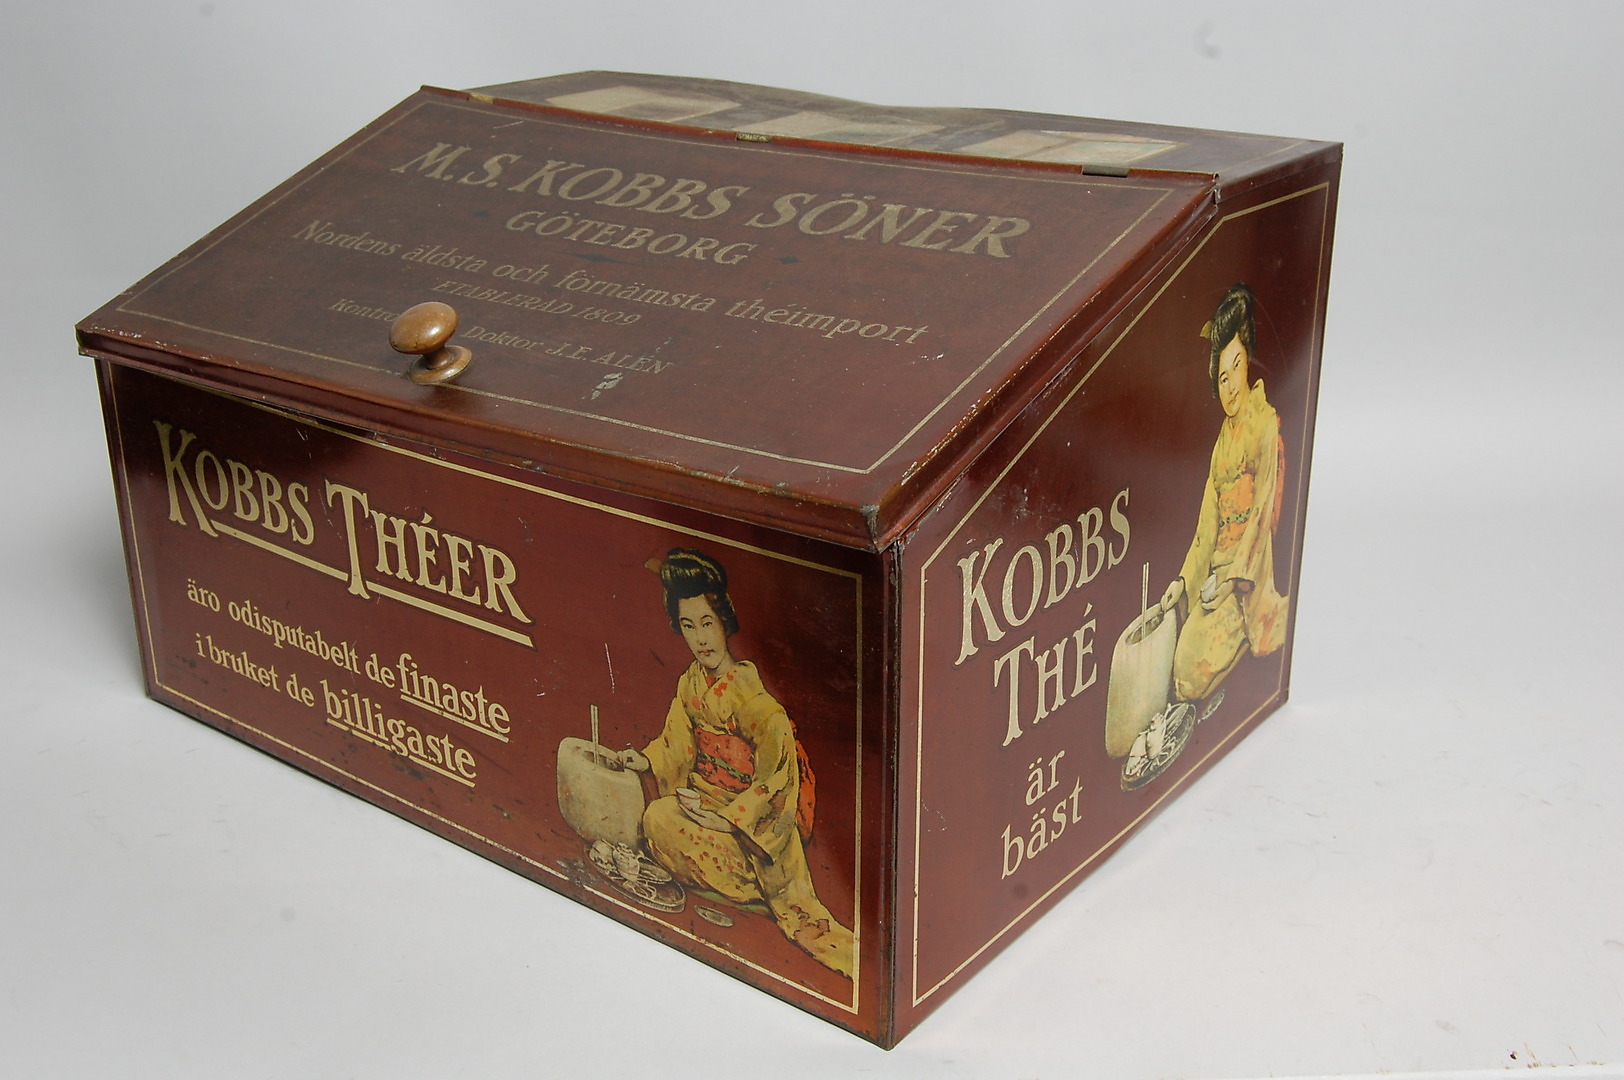 M.S. KOBBS SÖNER
GÖTEBORG
Nordens äldsta och förnämsta théimport
ETABLERAD 1809
Doktor J.E. ALÉN
KOBBS THÉER
äro odisputabelt de finaste
i bruket de billigaste
KOBBS
THÉ
är
bäst